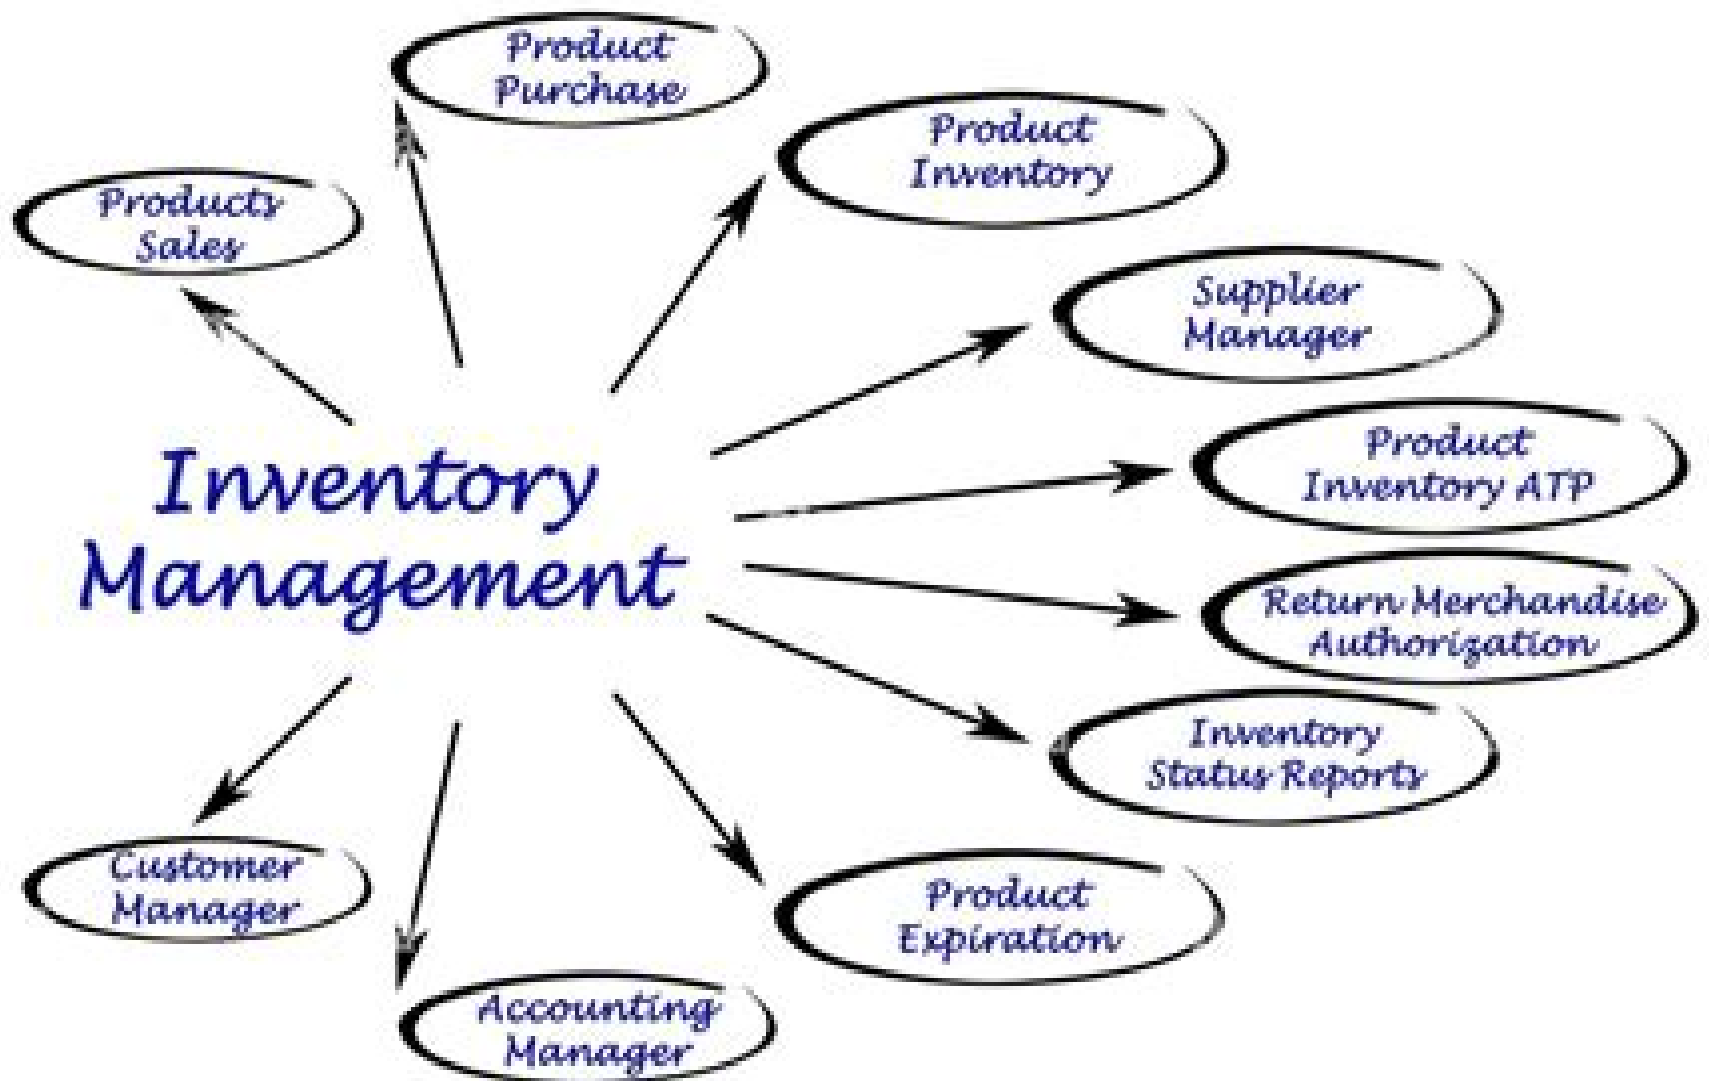 Product
Purchase
Product
Inventory
Products
Sales
Supplier
Manager
Product
Inventory ATP
Inventory
Management
Return Merchandise
Authorization
Inventory
Status Reports
Customer
Manager
Product
Expiration
Accounting
Manager